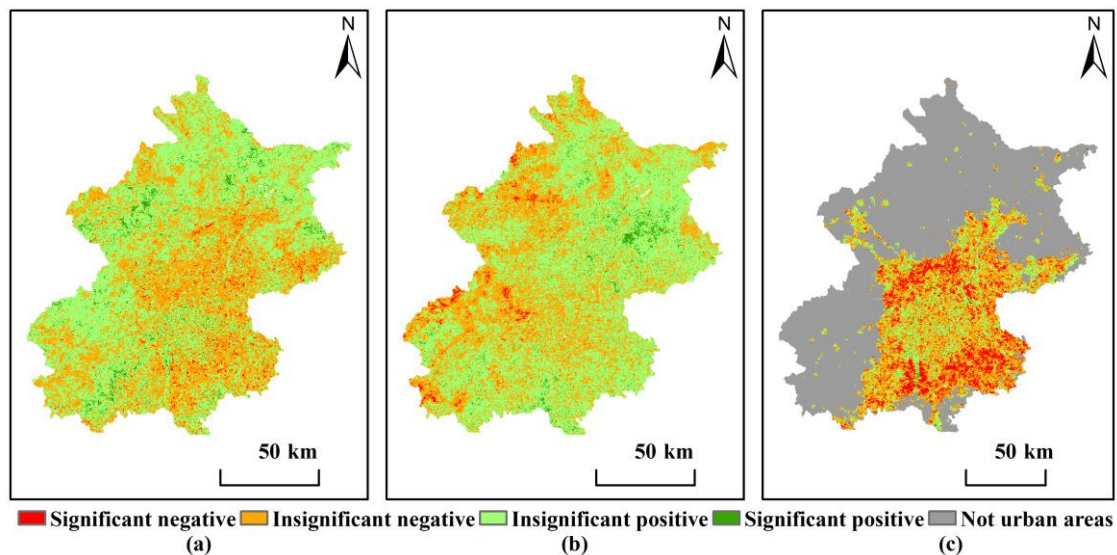 N
N
N
50 km
50 km
50 km
Significant negative Insignificant negative Insignificant positive Significant positive Not urban areas
(a) (b) (c)